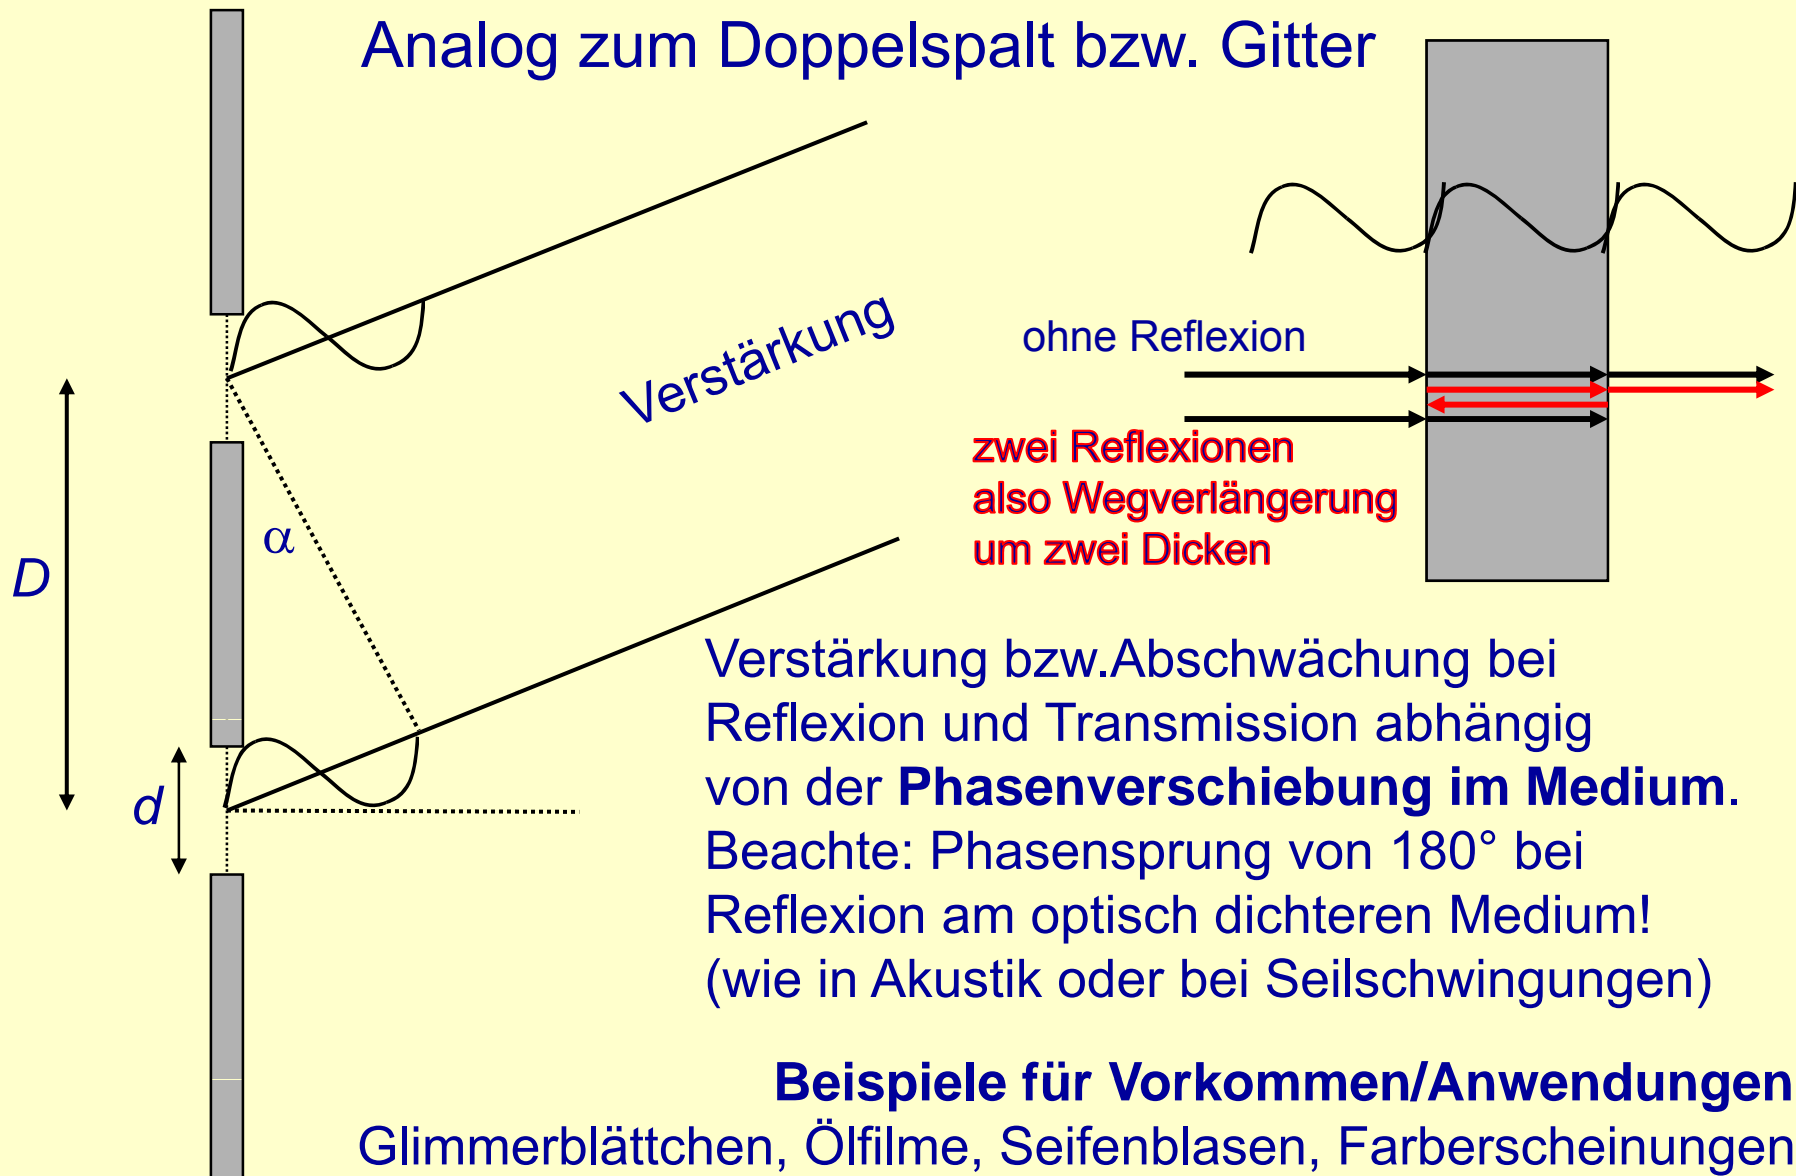 Analog zum Doppelspalt bzw. Gitter
Verstärkung
ohne Reflexion
zwei Reflexionen
also Wegverlängerung
um zwei Dicken
α
D
d
Verstärkung bzw.Abschwächung bei
Reflexion und Transmission abhängig
von der Phasenverschiebung im Medium.
Beachte: Phasensprung von 180° bei
Reflexion am optisch dichteren Medium!
(wie in Akustik oder bei Seilschwingungen)
Beispiele für Vorkommen/Anwendungen
Glimmerblättchen, Ölfilme, Seifenblasen, Farberscheinungen